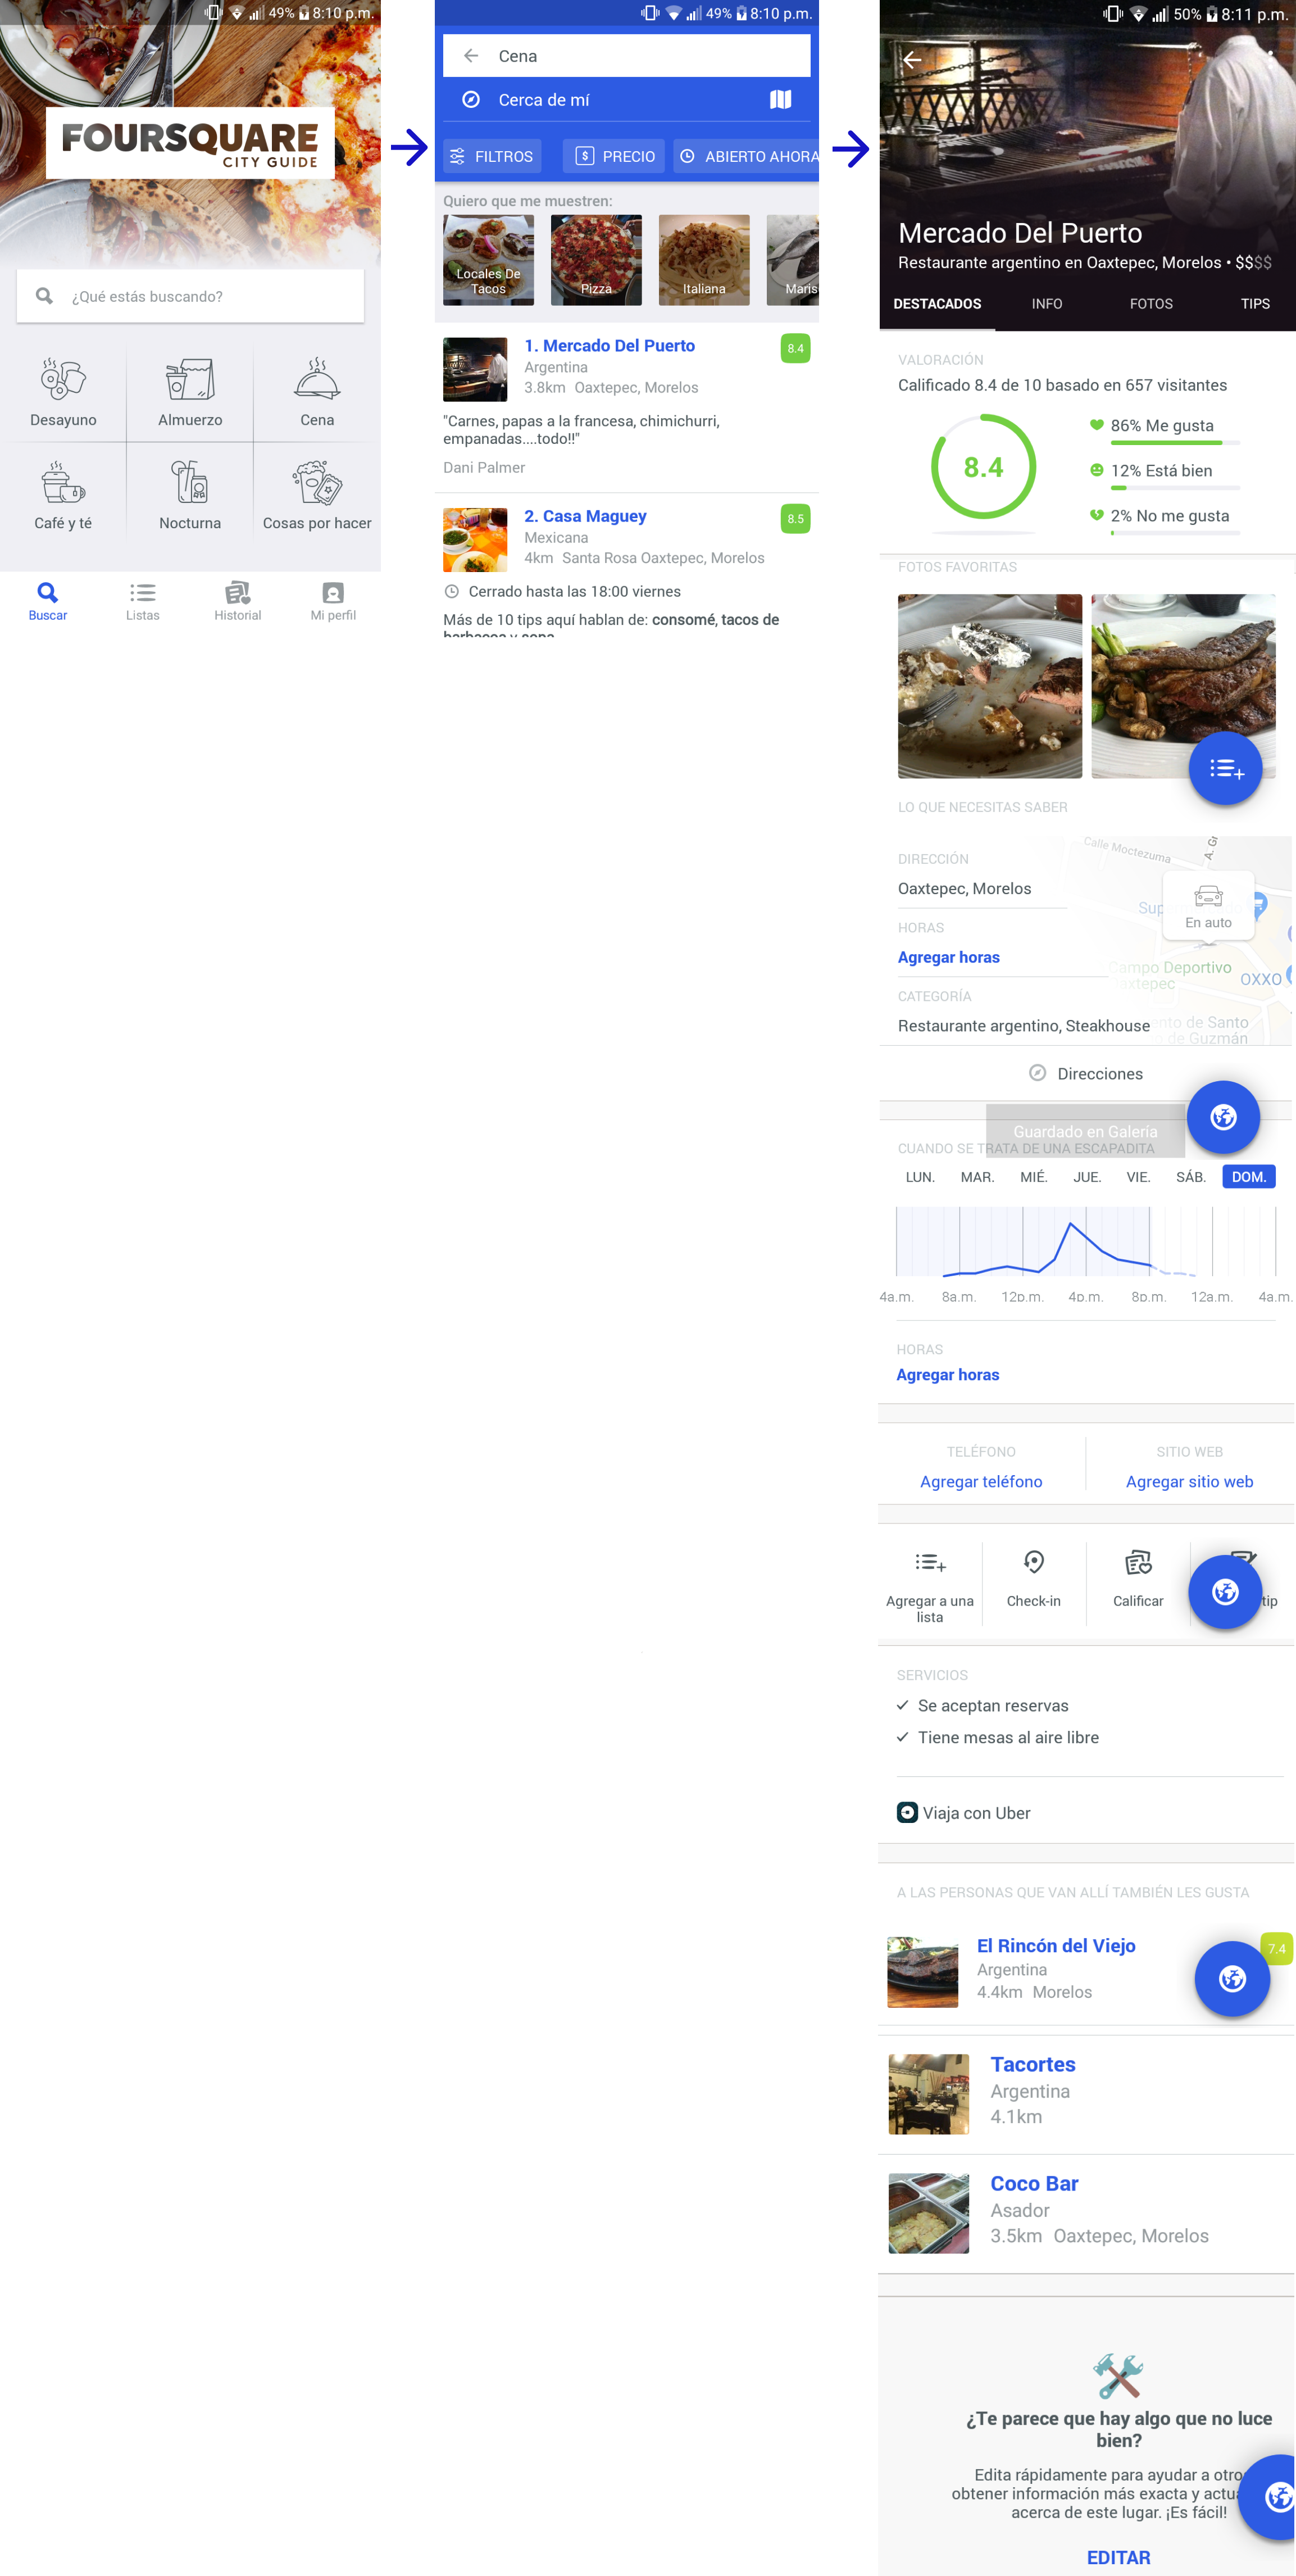 49% 8:10 p.m.
FOURSQUARE
CITY GUIDE
¿Qué estás buscando?
Desayuno
Almuerzo
Cena
Café y té
Nocturna
Cosas por hacer
Buscar
Listas
Historial
Mi perfil
49% 8:10 p.m.
Cena
Cerca de mí
FILTROS
$ PRECIO
ABIERTO AHORA
Quiero que me muestren:
Locales De
Tacos
Pizza
Italiana
Maris
1. Mercado Del Puerto
8.4
Argentina
3.8km Oaxtepec, Morelos
"Carnes, papas a la francesa, chimichurri,
empanadas....todo!!"
Dani Palmer
2. Casa Maguey
8.5
Mexicana
4km Santa Rosa Oaxtepec, Morelos
Cerrado hasta las 18:00 viernes
Más de 10 tips aquí hablan de: consomé, tacos de
barbacoa y sopa
50% 8:11 p.m.
Mercado Del Puerto
Restaurante argentino en Oaxtepec, Morelos • $$$$
DESTACADOS
INFO
FOTOS
TIPS
VALORACIÓN
Calificado 8.4 de 10 basado en 657 visitantes
8.4
86% Me gusta
12% Está bien
2% No me gusta
FOTOS FAVORITAS
LO QUE NECESITAS SABER
Calle Moctezuma
A. Gr
DIRECCIÓN
Oaxtepec, Morelos
Sup
En auto
HORAS
Agregar horas
Campo Deportivo
axtepec
OXXO
CATEGORÍA
Restaurante argentino, Steakhouse
ento de Santo
de Guzmán
Direcciones
Guardado en Galería
CUANDO SE TRATA DE UNA ESCAPADITA
LUN. MAR. MIÉ. JUE. VIE. SÁB. DOM.
4a.m. 8a.m. 12p.m. 4p.m. 8p.m. 12a.m. 4a.m.
HORAS
Agregar horas
TELÉFONO
Agregar teléfono
SITIO WEB
Agregar sitio web
Agregar a una
lista
Check-in
Calificar
tip
SERVICIOS
Se aceptan reservas
Tiene mesas al aire libre
Viaja con Uber
A LAS PERSONAS QUE VAN ALLÍ TAMBIÉN LES GUSTA
El Rincón del Viejo
7.4
Argentina
4.4km Morelos
Tacortes
Argentina
4.1km
Coco Bar
Asador
3.5km Oaxtepec, Morelos
¿Te parece que hay algo que no luce
bien?
Edita rápidamente para ayudar a otro
obtener información más exacta y actu
acerca de este lugar. ¡Es fácil!
EDITAR